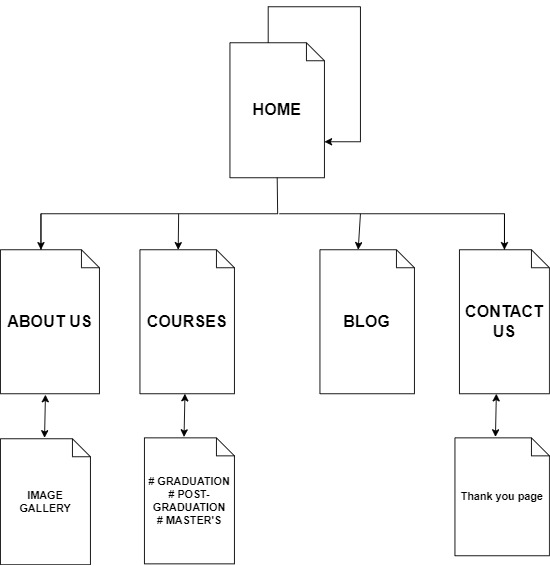 HOME
ABOUT US
COURSES
BLOG
CONTACT
US
IMAGE
GALLERY
# GRADUATION
# POST-
GRADUATION
# MASTER'S
Thank you page